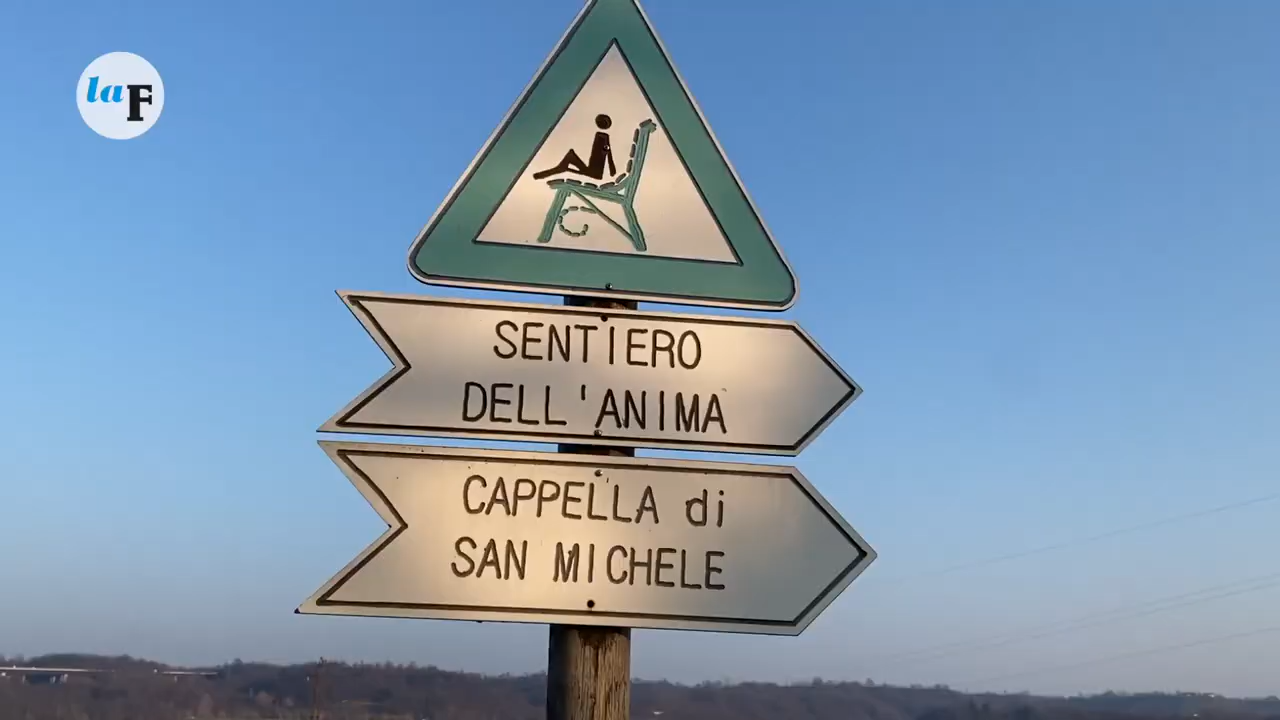 laF
SENTIERO
DELL'ANIMA
CAPPELLA di
SAN MICHELE